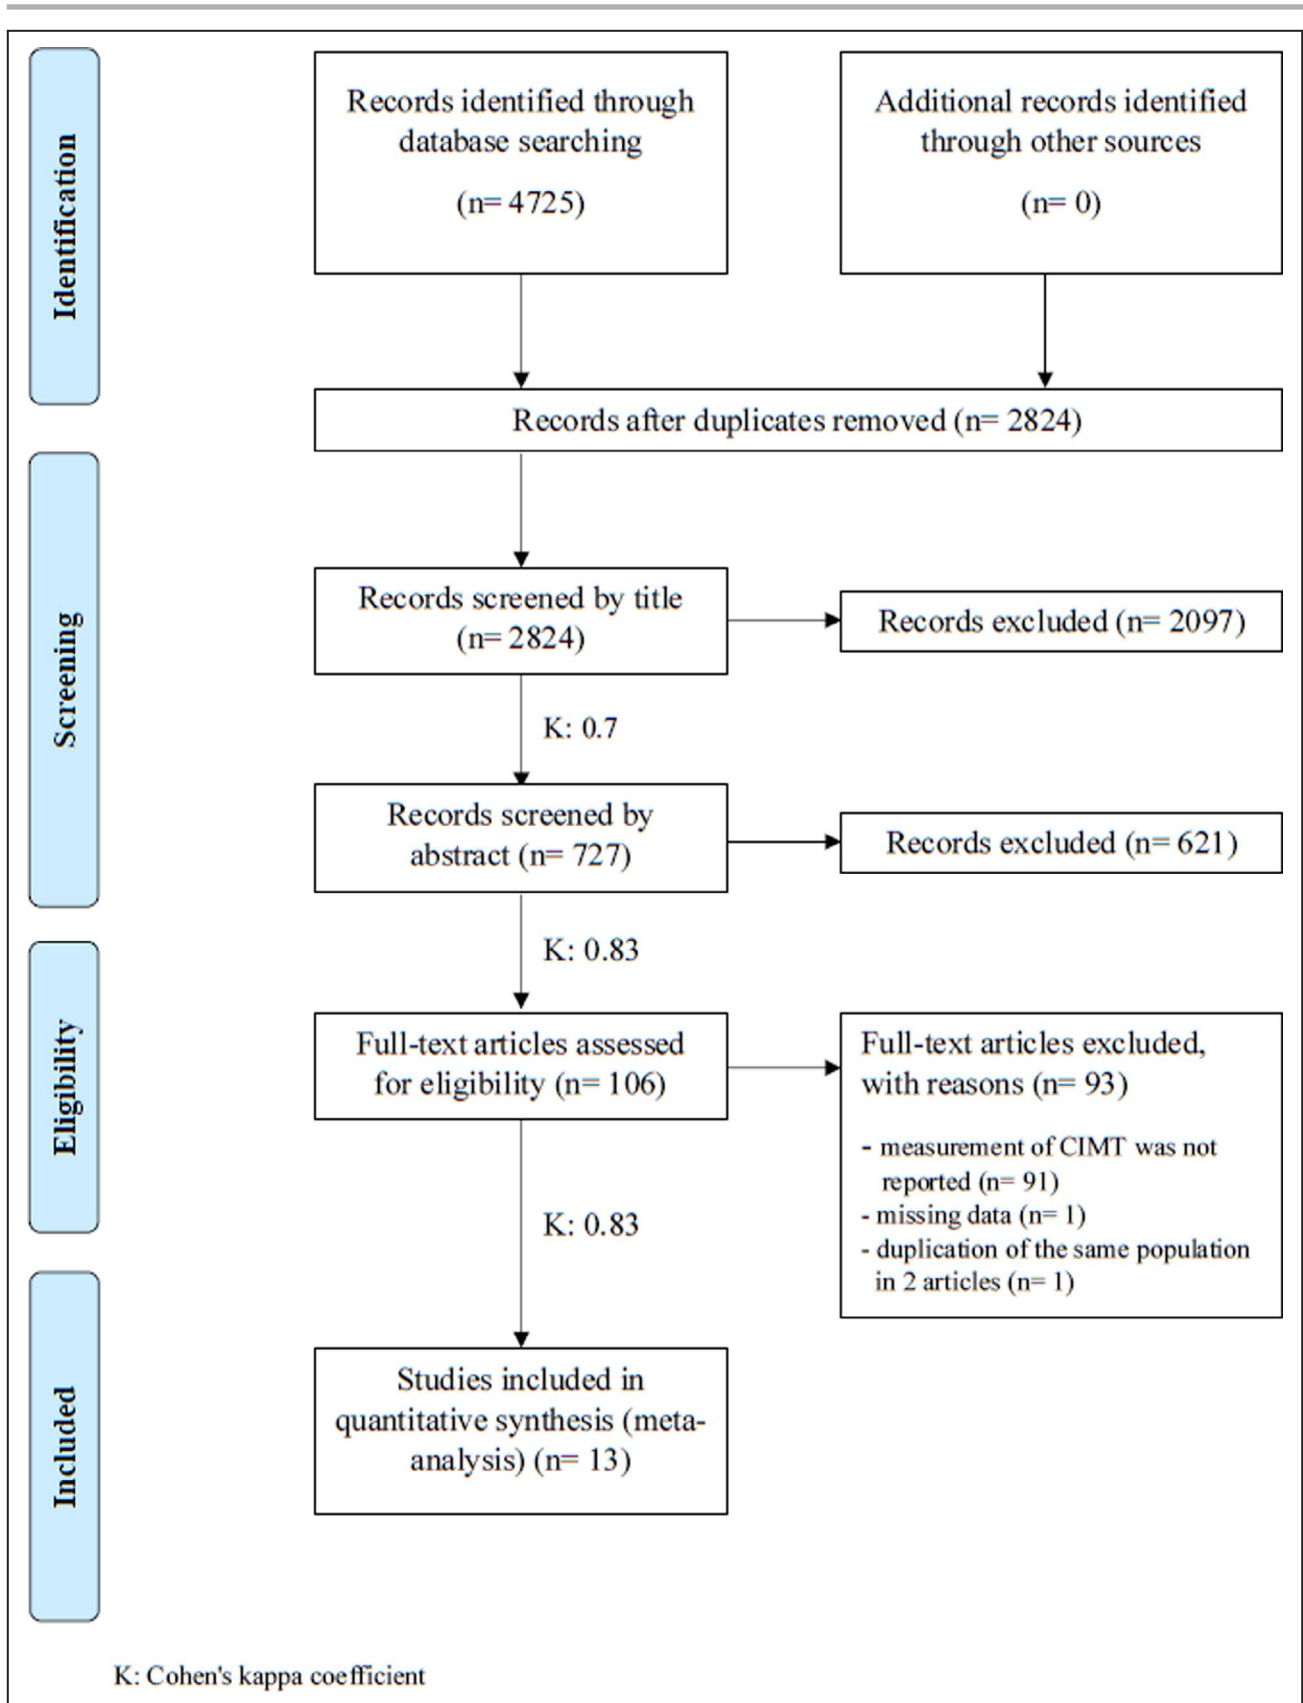 Identification
Records identified through
database searching
(n= 4725)
Additional records identified
through other sources
(n= 0)
Records after duplicates removed (n= 2824)
Screening
Records screened by title
(n= 2824)
Records excluded (n= 2097)
K: 0.7
Records screened by
abstract (n= 727)
Records excluded (n= 621)
K: 0.83
Eligibility
Full-text articles assessed
for eligibility (n= 106)
Full-text articles excluded,
with reasons (n= 93)
- measurement of CIMT was not
reported (n= 91)
- missing data (n= 1)
- duplication of the same population
in 2 articles (n= 1)
K: 0.83
Included
Studies included in
quantitative synthesis (meta-
analysis) (n= 13)
K: Cohen's kappa coefficient